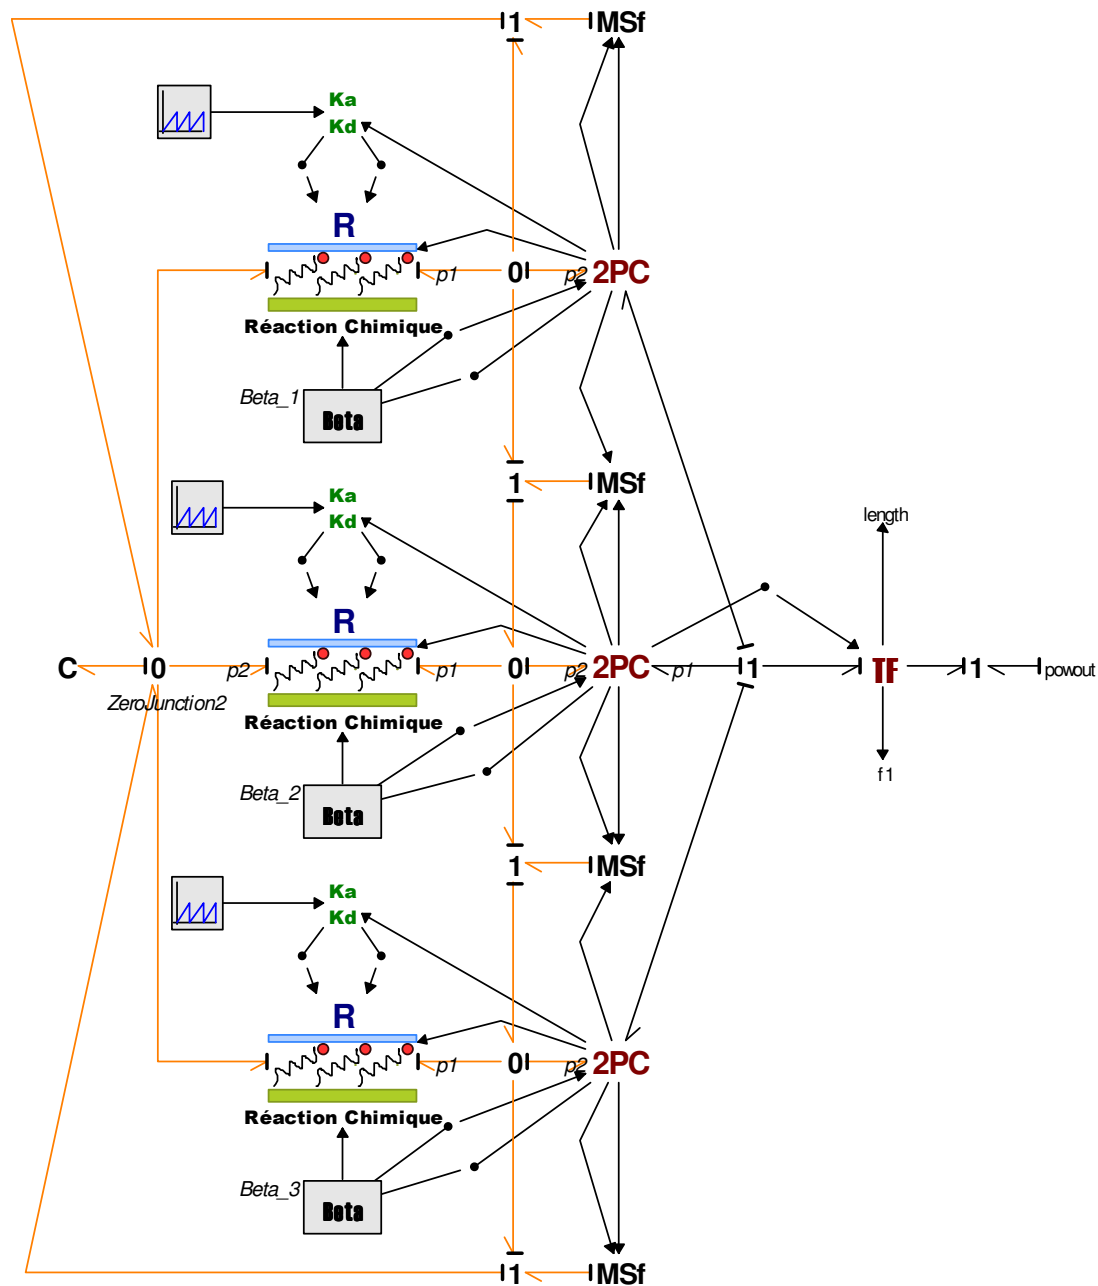 1 MSf
Ka
Kd
R
p1 0 p2 2PC
Réaction Chimique
Beta_1
Beta
1 MSf
Ka
Kd
length
R
C 0 p2 p1 0 p2 2PC p1 1 TF 1 powout
ZeroJunction2
Réaction Chimique
f1
Beta_2
Beta
1 MSf
Ka
Kd
R
p1 0 p2 2PC
Réaction Chimique
Beta_3
Beta
1 MSf